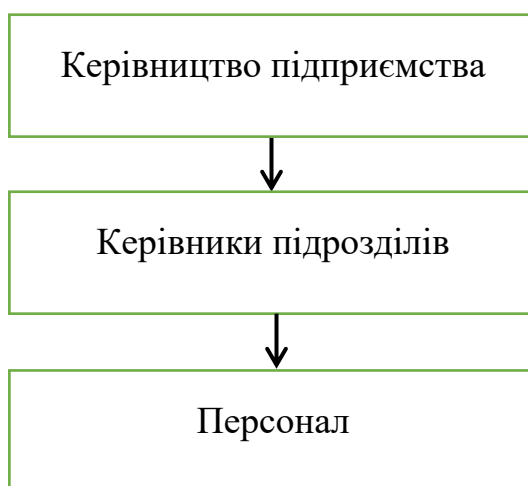 Керівництво підприємства
Керівники підрозділів
Персонал